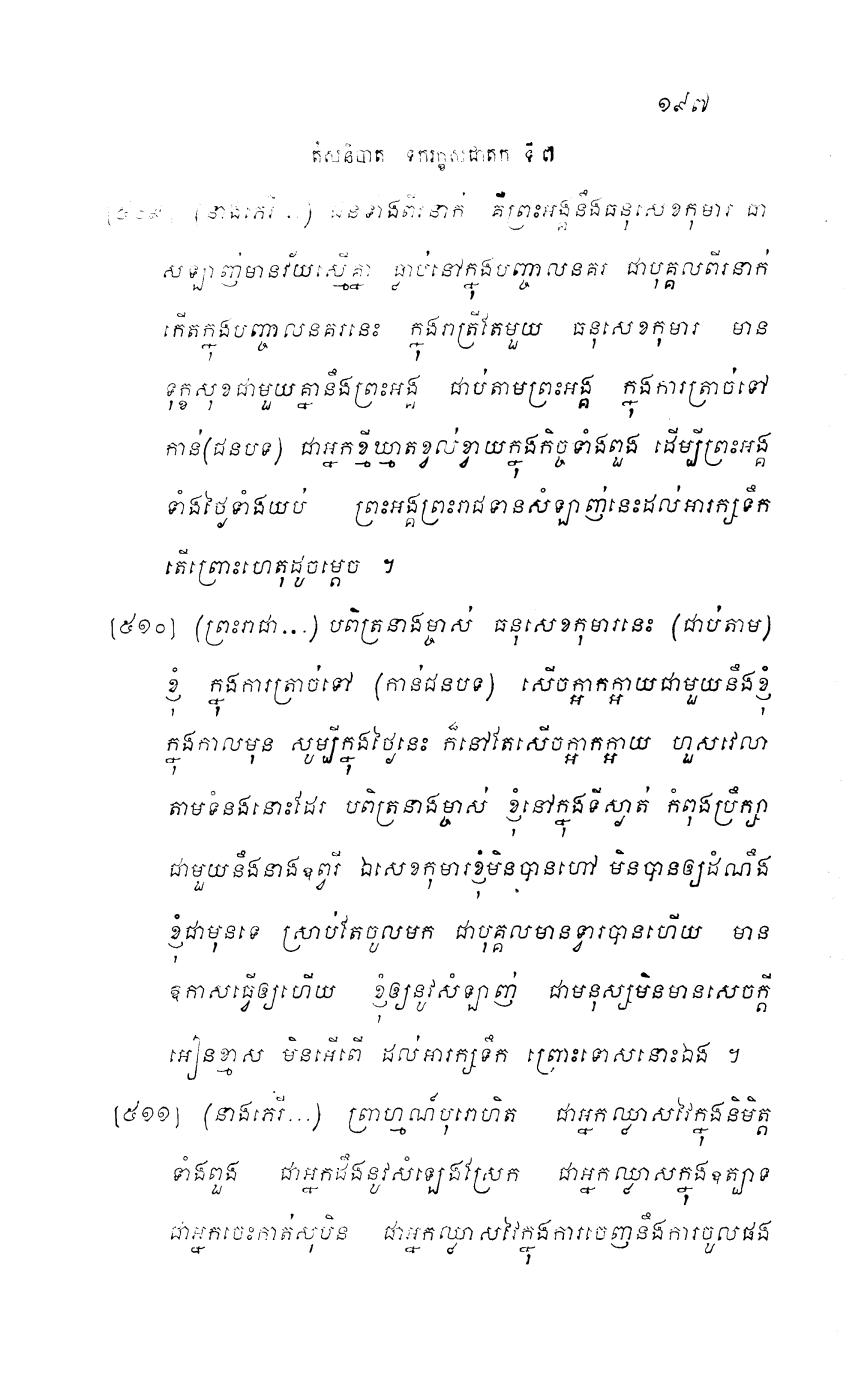 ១៩៧
តឹសនិបាត ទករក្ខសជាតក ទី ៧
[៥០៩] (នាងភេរី...) ជនទាំងពីរនាក់ គឺព្រះអង្គនឹងធនុសេខកុមារ ជា
សឡាញ់មានវ័យស្មើគ្នា ធ្លាប់នៅក្នុងបញ្ចាលនគរ ជាបុគ្គលពីរនាក់
កើតក្នុងបញ្ចាលនគរនេះ ក្នុងរាត្រីតែមួយ ធនុសេខកុមារ មាន
ទុក្ខសុខជាមួយគ្នានឹងព្រះអង្គ ជាប់តាមព្រះអង្គ ក្នុងការត្រាច់ទៅ
កាន់(ជនបទ) ជាអ្នកខ្មីឃ្មាតខ្វល់ខ្វាយក្នុងកិច្ចទាំងពួង ដើម្បីព្រះអង្គ
ទាំងថ្ងៃទាំងយប់ ព្រះអង្គព្រះរាជទានសំឡាញ់នេះដល់អារក្សទឹក
តើព្រោះហេតុដូចម្ដេច ។
[៥១០] (ព្រះរាជា...) បពិត្រនាងម្ចាស់ ធនុសេខកុមារនេះ (ជាប់តាម)
ខ្ញុំ ក្នុងការត្រាច់ទៅ (កាន់ជនបទ) សើចក្អាកក្អាយជាមួយនឹងខ្ញុំ
ក្នុងកាលមុន សូម្បីក្នុងថ្ងៃនេះ ក៏នៅតែសើចក្អាកក្អាយ ហួសវេលា
តាមទំនងនោះដែរ បពិត្រនាងម្ចាស់ ខ្ញុំនៅក្នុងទីស្ងាត់ កំពុងប្រឹក្សា
ជាមួយនឹងនាងឧព្វរី ឯសេខកុមារខ្ញុំមិនបានហៅ មិនបានឲ្យដំណឹង
ខ្ញុំជាមុនទេ ស្រាប់តែចូលមក ជាបុគ្គលមានទ្វារបានហើយ មាន
ឧកាសធ្វើឲ្យហើយ ខ្ញុំឲ្យនូវសំឡាញ់ ជាមនុស្សមិនមានសេចក្ដី
អៀនខ្មាស មិនអើពើ ដល់អារក្សទឹក ព្រោះទោសនោះឯង ។
[៥១១] (នាងភេរី...) ព្រាហ្មណ៍បុរោហិត ជាអ្នកឈ្លាសវៃក្នុងនិមិត្ត
ទាំងពួង ជាអ្នកដឹងនូវសំឡេងស្រែក ជាអ្នកឈ្លាសក្នុងឧត្បាទ
ជាអ្នកចេះកាត់សុបិន ជាអ្នកឈ្លាសវៃក្នុងការចេញនឹងការចូលផង